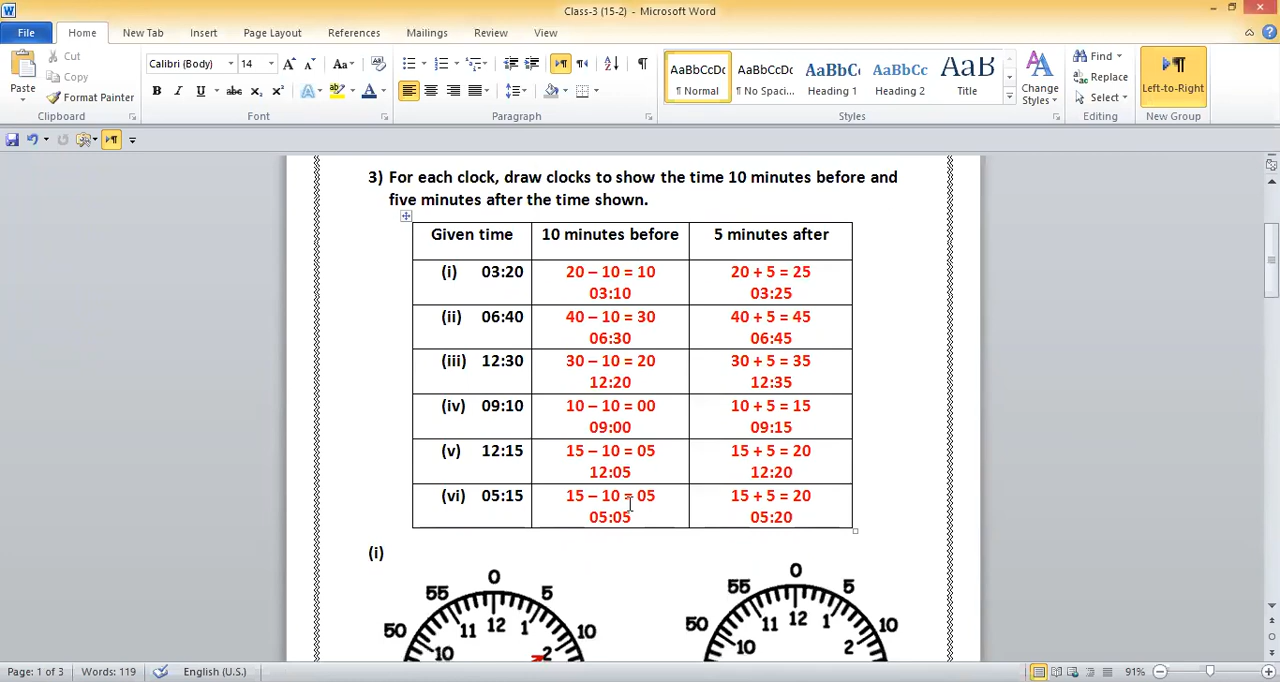 Class-3 (15-2) - Microsoft Word
File Home New Tab Insert Page Layout References Mailings Review View
Paste
Cut
Copy
Format Painter
Clipboard
Calibri (Body) 14
Font
Paragraph
AaBbCcDc AaBbCcDc AaBbC AaBbCc AaB
¶ Normal ¶ No Spaci... Heading 1 Heading 2 Title
Change
Styles
Styles
Find
Replace
Select
Editing
Left-to-Right
New Group
3) For each clock, draw clocks to show the time 10 minutes before and
five minutes after the time shown.
Given time 10 minutes before 5 minutes after
(i) 03:20 20 – 10 = 10 20 + 5 = 25
03:10 03:25
(ii) 06:40 40 – 10 = 30 40 + 5 = 45
06:30 06:45
(iii) 12:30 30 – 10 = 20 30 + 5 = 35
12:20 12:35
(iv) 09:10 10 – 10 = 00 10 + 5 = 15
09:00 09:15
(v) 12:15 15 – 10 = 05 15 + 5 = 20
12:05 12:20
(vi) 05:15 15 – 10 = 05 15 + 5 = 20
05:05 05:20
(i)
55 0 5
50 11 12 1 10
10 2
55 0 5
50 11 12 1 10
10 2
Page: 1 of 3 Words: 119 English (U.S.) 91%